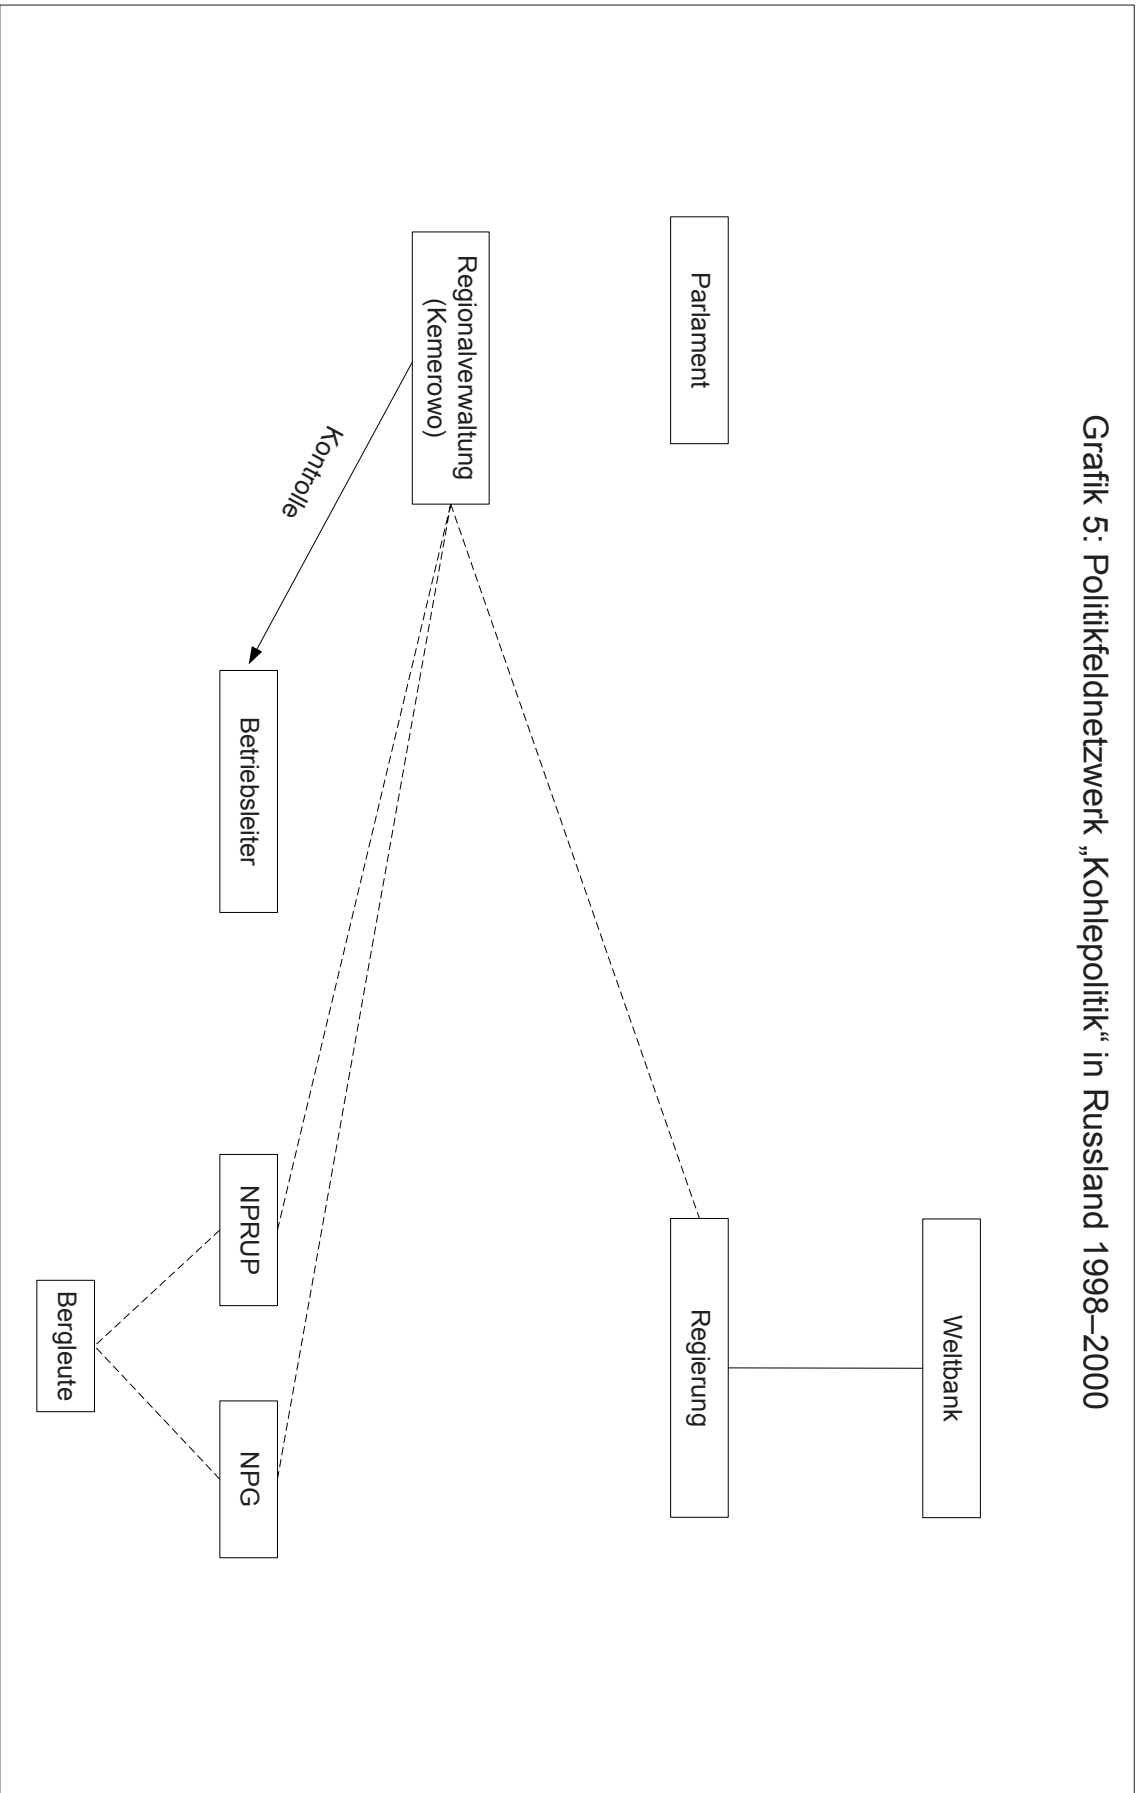 Grafik 5: Politikfeldnetzwerk „Kohlepolitik“ in Russland 1998–2000
Weltbank
Parlament
Regierung
Regionalverwaltung
(Kemerowo)
Kontrolle
Betriebsleiter
NPRUP
NPG
Bergleute